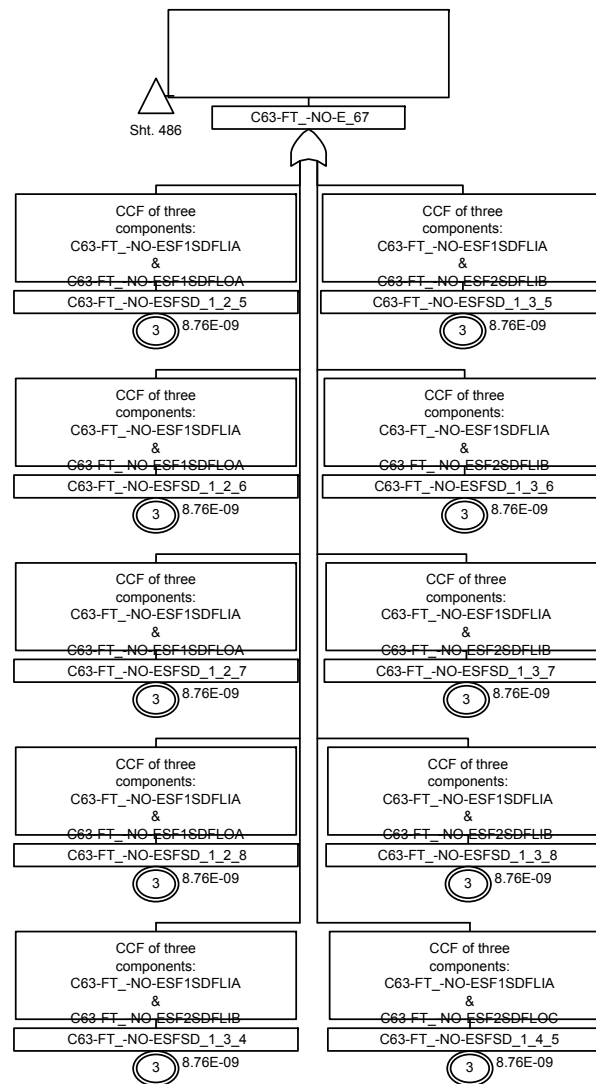 Sht. 486
C63-FT_-NO-E_67
CCF of three
components:
C63-FT_-NO-ESF1SDFLIA
&
C63-FT_-NO-ESF1SDFLOA
C63-FT_-NO-ESFSD_1_2_5
3
8.76E-09
CCF of three
components:
C63-FT_-NO-ESF1SDFLIA
&
C63-FT_-NO-ESF2SDFLIB
C63-FT_-NO-ESFSD_1_3_5
3
8.76E-09
CCF of three
components:
C63-FT_-NO-ESF1SDFLIA
&
C63-FT_-NO-ESF1SDFLOA
C63-FT_-NO-ESFSD_1_2_6
3
8.76E-09
CCF of three
components:
C63-FT_-NO-ESF1SDFLIA
&
C63-FT_-NO-ESF2SDFLIB
C63-FT_-NO-ESFSD_1_3_6
3
8.76E-09
CCF of three
components:
C63-FT_-NO-ESF1SDFLIA
&
C63-FT_-NO-ESF1SDFLOA
C63-FT_-NO-ESFSD_1_2_7
3
8.76E-09
CCF of three
components:
C63-FT_-NO-ESF1SDFLIA
&
C63-FT_-NO-ESF2SDFLIB
C63-FT_-NO-ESFSD_1_3_7
3
8.76E-09
CCF of three
components:
C63-FT_-NO-ESF1SDFLIA
&
C63-FT_-NO-ESF1SDFLOA
C63-FT_-NO-ESFSD_1_2_8
3
8.76E-09
CCF of three
components:
C63-FT_-NO-ESF1SDFLIA
&
C63-FT_-NO-ESF2SDFLIB
C63-FT_-NO-ESFSD_1_3_8
3
8.76E-09
CCF of three
components:
C63-FT_-NO-ESF1SDFLIA
&
C63-FT_-NO-ESF2SDFLIB
C63-FT_-NO-ESFSD_1_3_4
3
8.76E-09
CCF of three
components:
C63-FT_-NO-ESF1SDFLIA
&
C63-FT_-NO-ESF2SDFLOC
C63-FT_-NO-ESFSD_1_4_5
3
8.76E-09